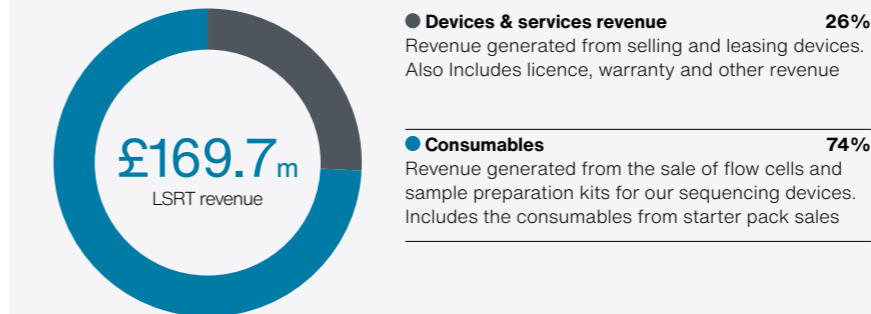 £169.7m
LSRT revenue
Devices & services revenue 26%
Revenue generated from selling and leasing devices.
Also Includes licence, warranty and other revenue
Consumables 74%
Revenue generated from the sale of flow cells and
sample preparation kits for our sequencing devices.
Includes the consumables from starter pack sales